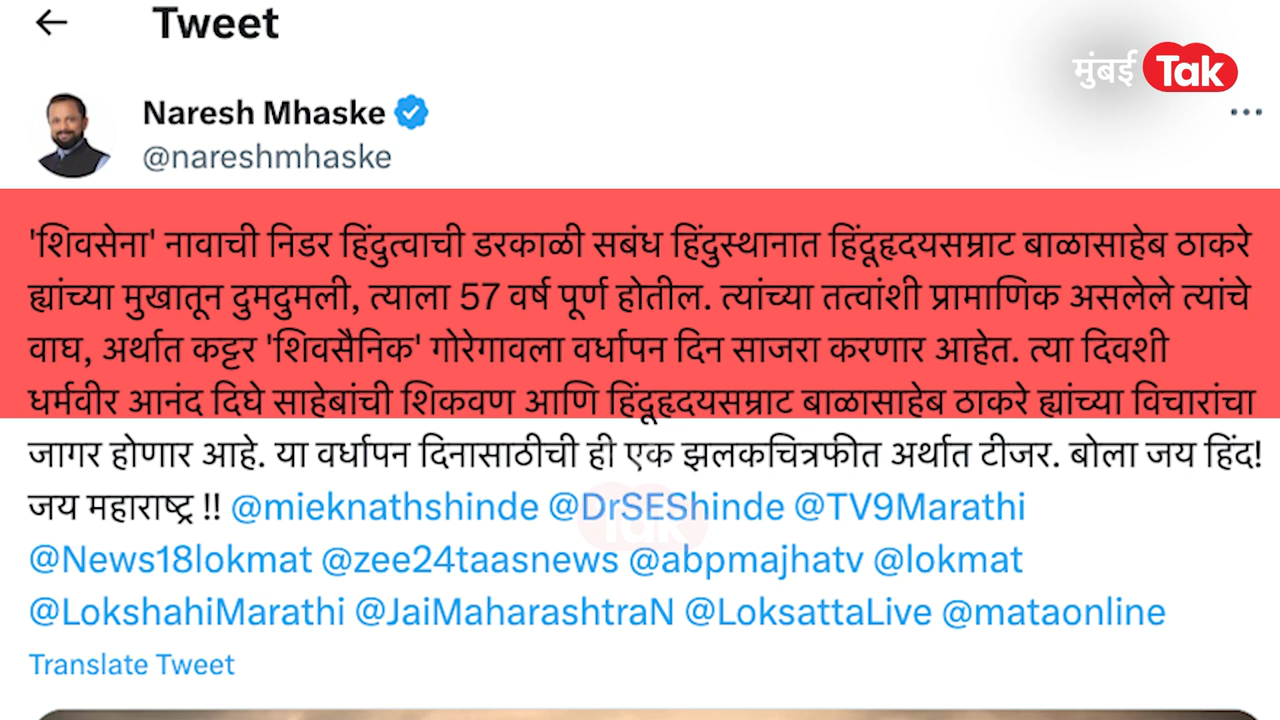 ← Tweet
मुंबई Tak
Naresh Mhaske
@nareshmhaske
'शिवसेना' नावाची निडर हिंदुत्वाची डरकाळी सबंध हिंदुस्थानात हिंदूहृदयसम्राट बाळासाहेब ठाकरे
ह्यांच्या मुखातून दुमदुमली, त्याला 57 वर्ष पूर्ण होतील. त्यांच्या तत्वांशी प्रामाणिक असलेले त्यांचे
वाघ, अर्थात कट्टर 'शिवसैनिक' गोरेगावला वर्धापन दिन साजरा करणार आहेत. त्या दिवशी
धर्मवीर आनंद दिघे साहेबांची शिकवण आणि हिंदूहृदयसम्राट बाळासाहेब ठाकरे ह्यांच्या विचारांचा
जागर होणार आहे. या वर्धापन दिनासाठीची ही एक झलकचित्रफीत अर्थात टीजर. बोला जय हिंद!
जय महाराष्ट्र !! @mieknathshinde @DrSEShinde @TV9Marathi
@News18lokmat @zee24taasnews @abpmajhatv @lokmat
@LokshahiMarathi @JaiMaharashtraN @LoksattaLive @mataonline
Translate Tweet
Tak